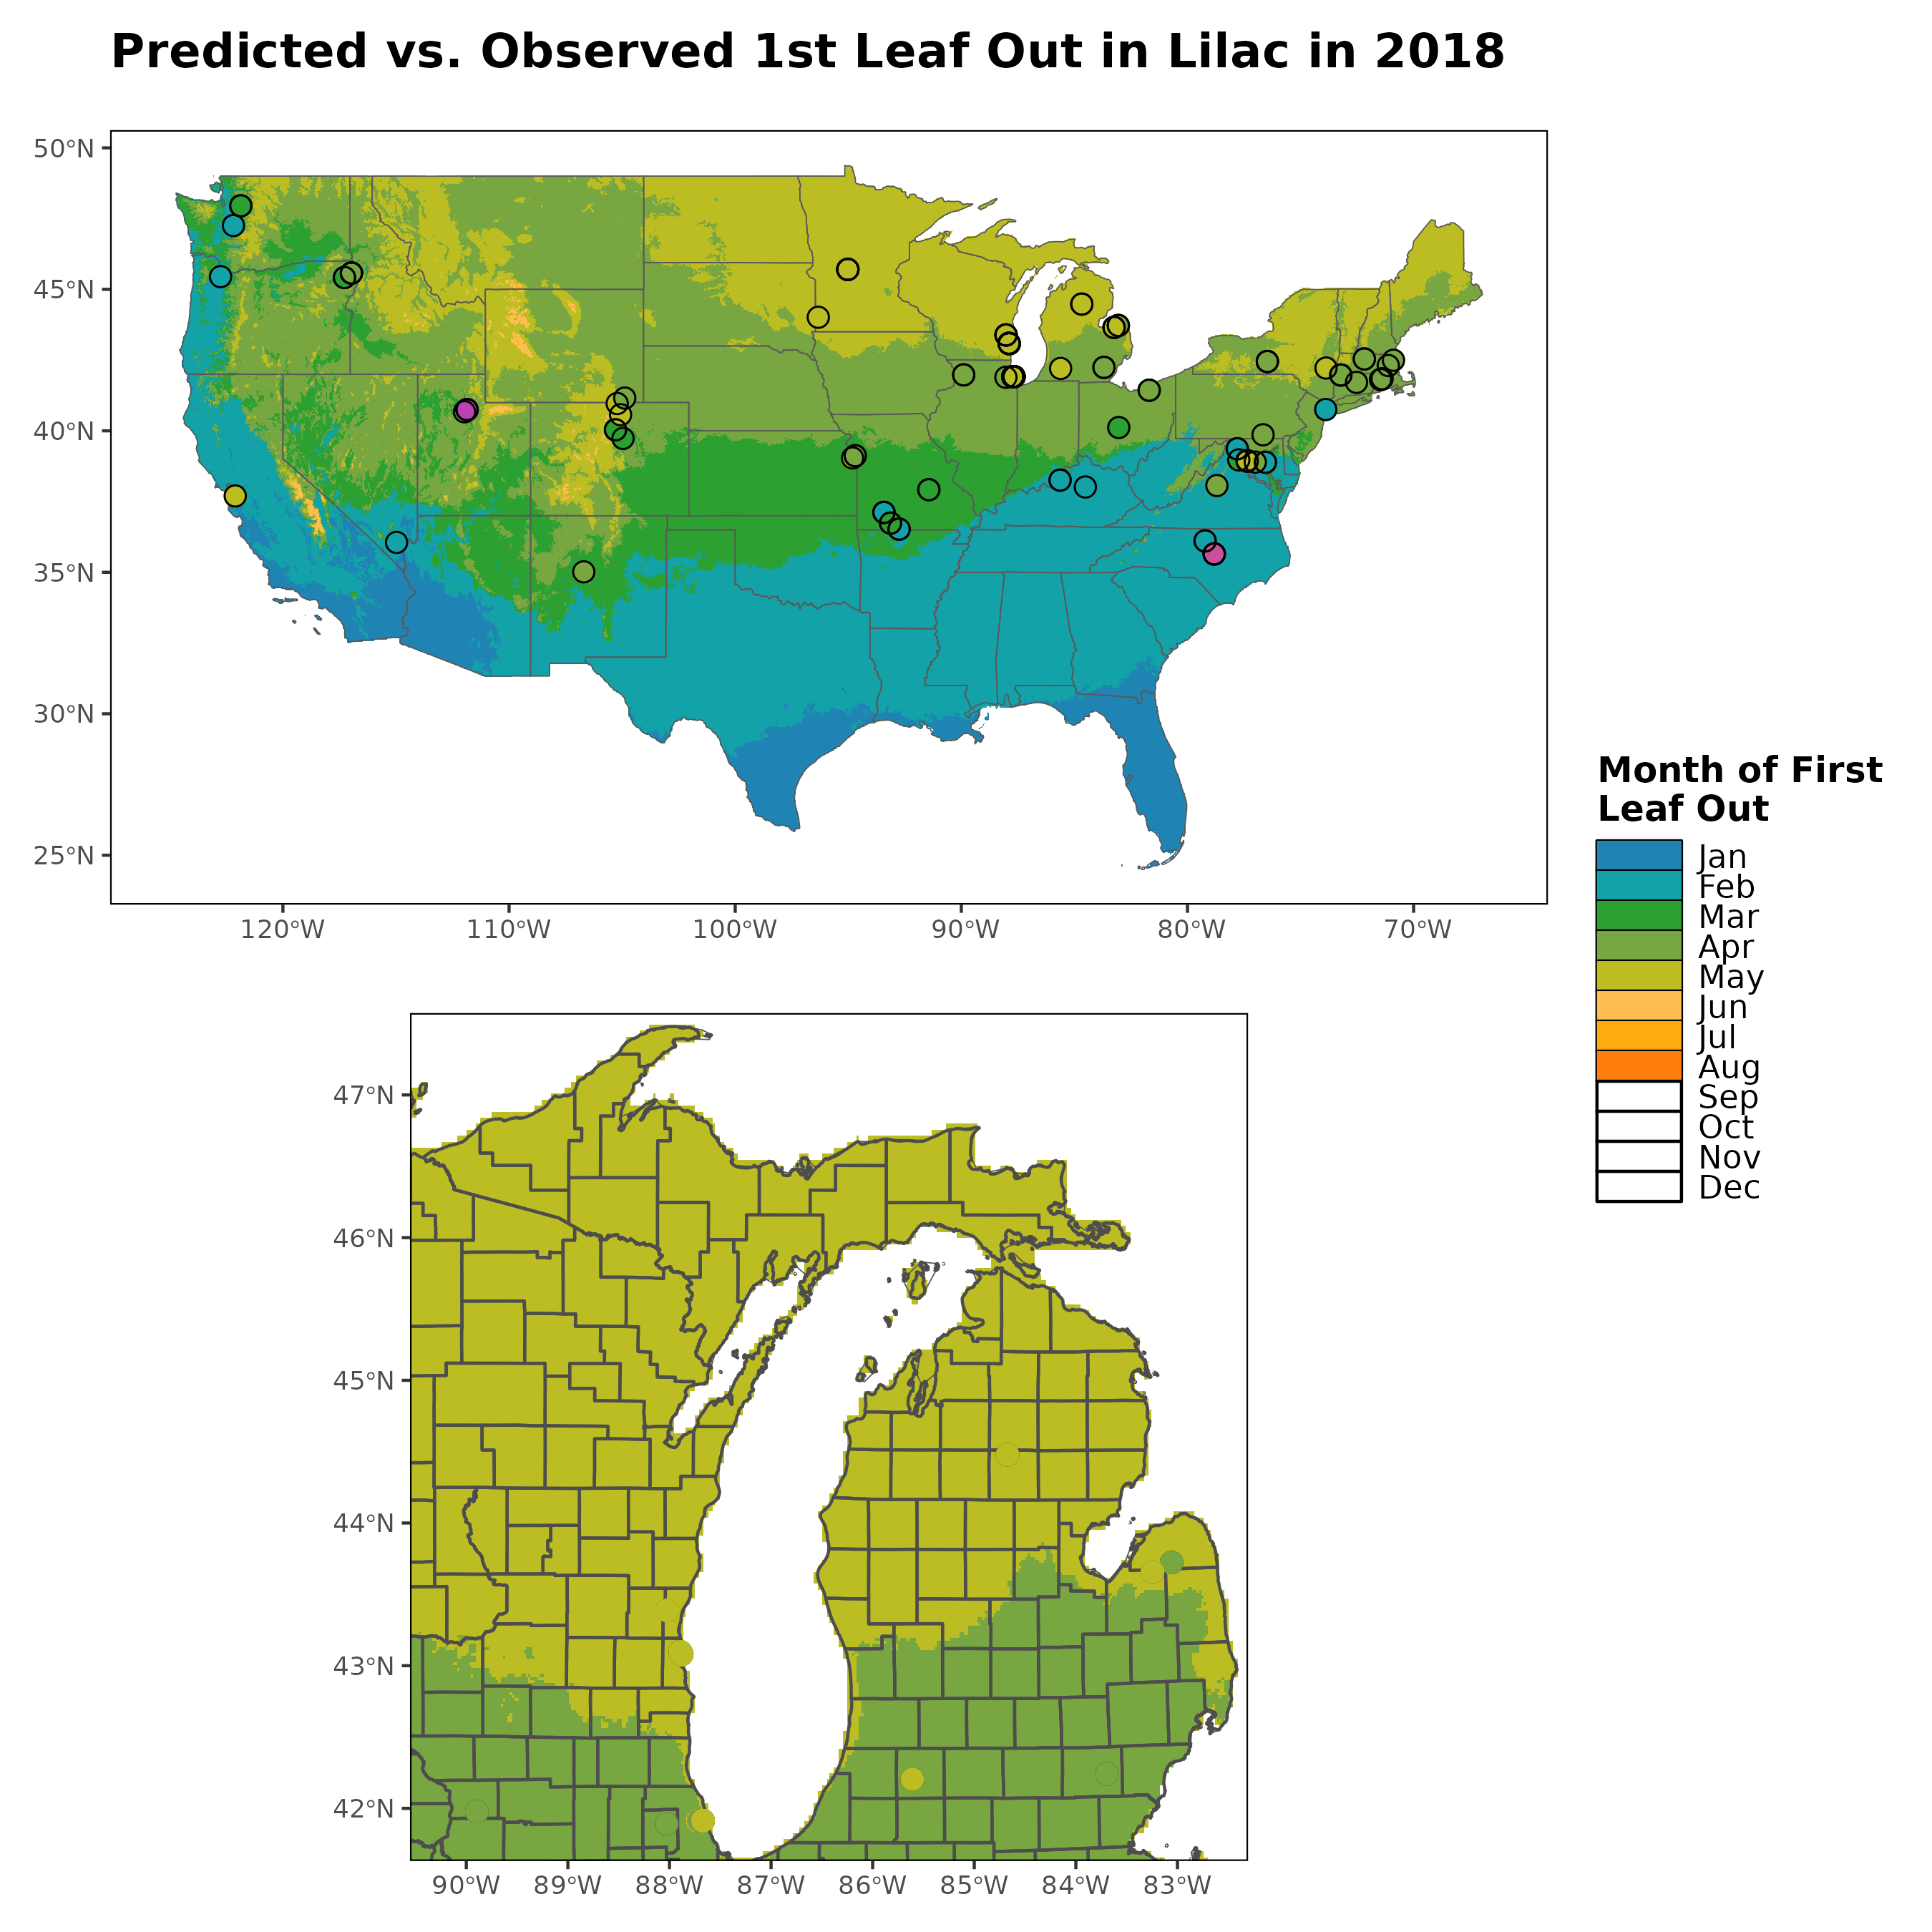 Predicted vs. Observed 1st Leaf Out in Lilac in 2018
50°N
45°N
40°N
35°N
30°N
25°N
120°W 110°W 100°W 90°W 80°W 70°W
Month of First
Leaf Out
Jan
Feb
Mar
Apr
May
Jun
Jul
Aug
Sep
Oct
Nov
Dec
47°N
46°N
45°N
44°N
43°N
42°N
90°W 89°W 88°W 87°W 86°W 85°W 84°W 83°W